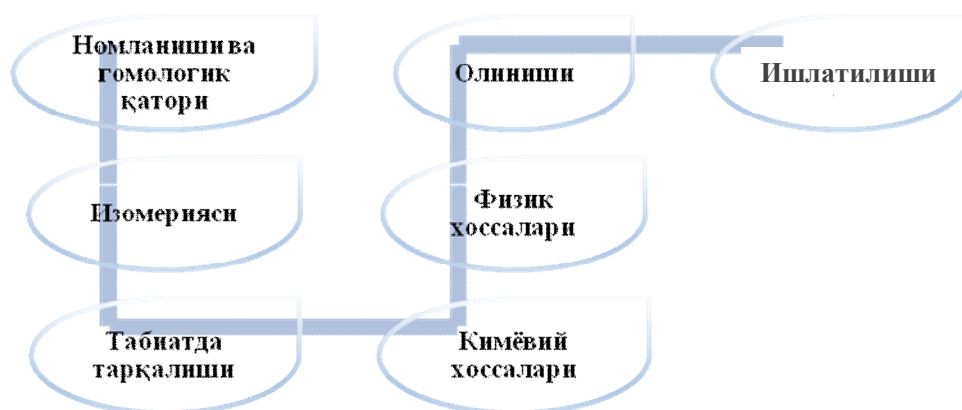 Номланиши ва
гомологик
қатори
Изомерияси
Табиатда
тарқалиши
Кимёвий
хоссалари
Физик
хоссалари
Олиниши
Ишлатилиши